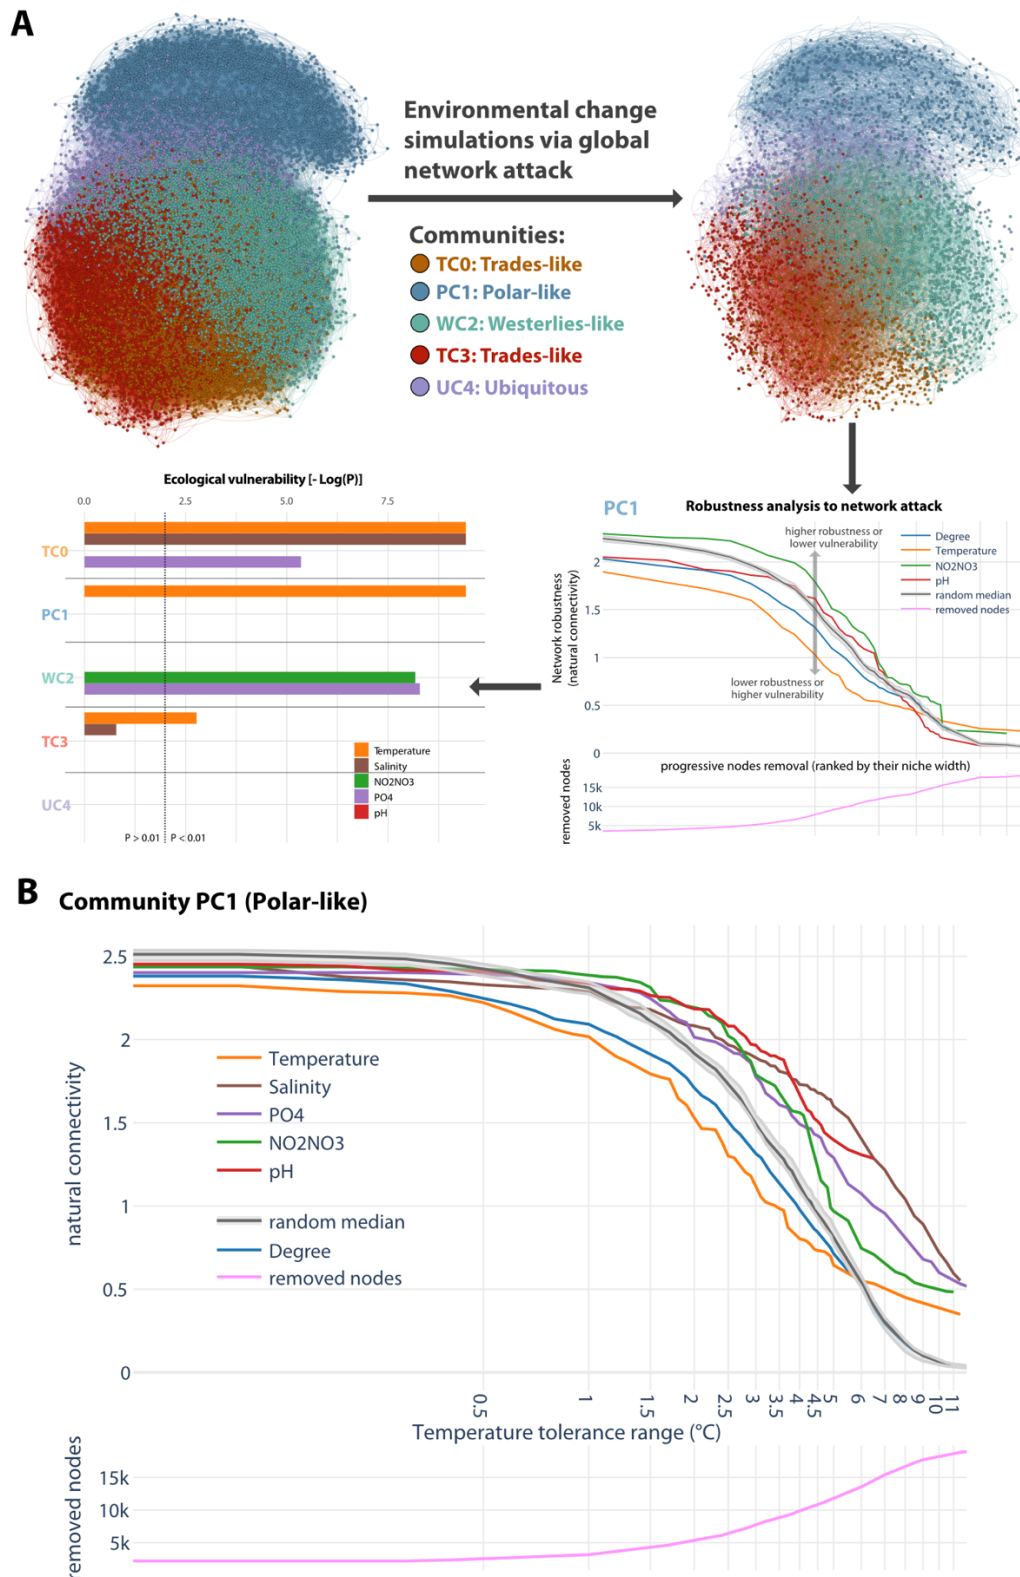 A
Environmental change
simulations via global
network attack
Communities:
TC0: Trades-like
PC1: Polar-like
WC2: Westerlies-like
TC3: Trades-like
UC4: Ubiquitous
Ecological vulnerability [- Log(P)]
0.0 2.5 5.0 7.5
TC0
PC1
WC2
TC3
UC4
Temperature
Salinity
NO2NO3
PO4
pH
P > 0.01 P < 0.01
PC1 Robustness analysis to network attack
higher robustness or
lower vulnerability
Degree
Temperature
NO2NO3
pH
random median
removed nodes
Network robustness
(natural connectivity)
2
1.5
1
0.5
0
lower robustness or
higher vulnerability
progressive nodes removal (ranked by their niche width)
removed nodes
15k
10k
5k
B Community PC1 (Polar-like)
natural connectivity
2.5
2
1.5
1
0.5
0
Temperature
Salinity
PO4
NO2NO3
pH
random median
Degree
removed nodes
0.5 1 1.5 2 2.5 3 3.5 4 4.5 5 6 7 8 9 10 11
Temperature tolerance range (°C)
removed nodes
15k
10k
5k